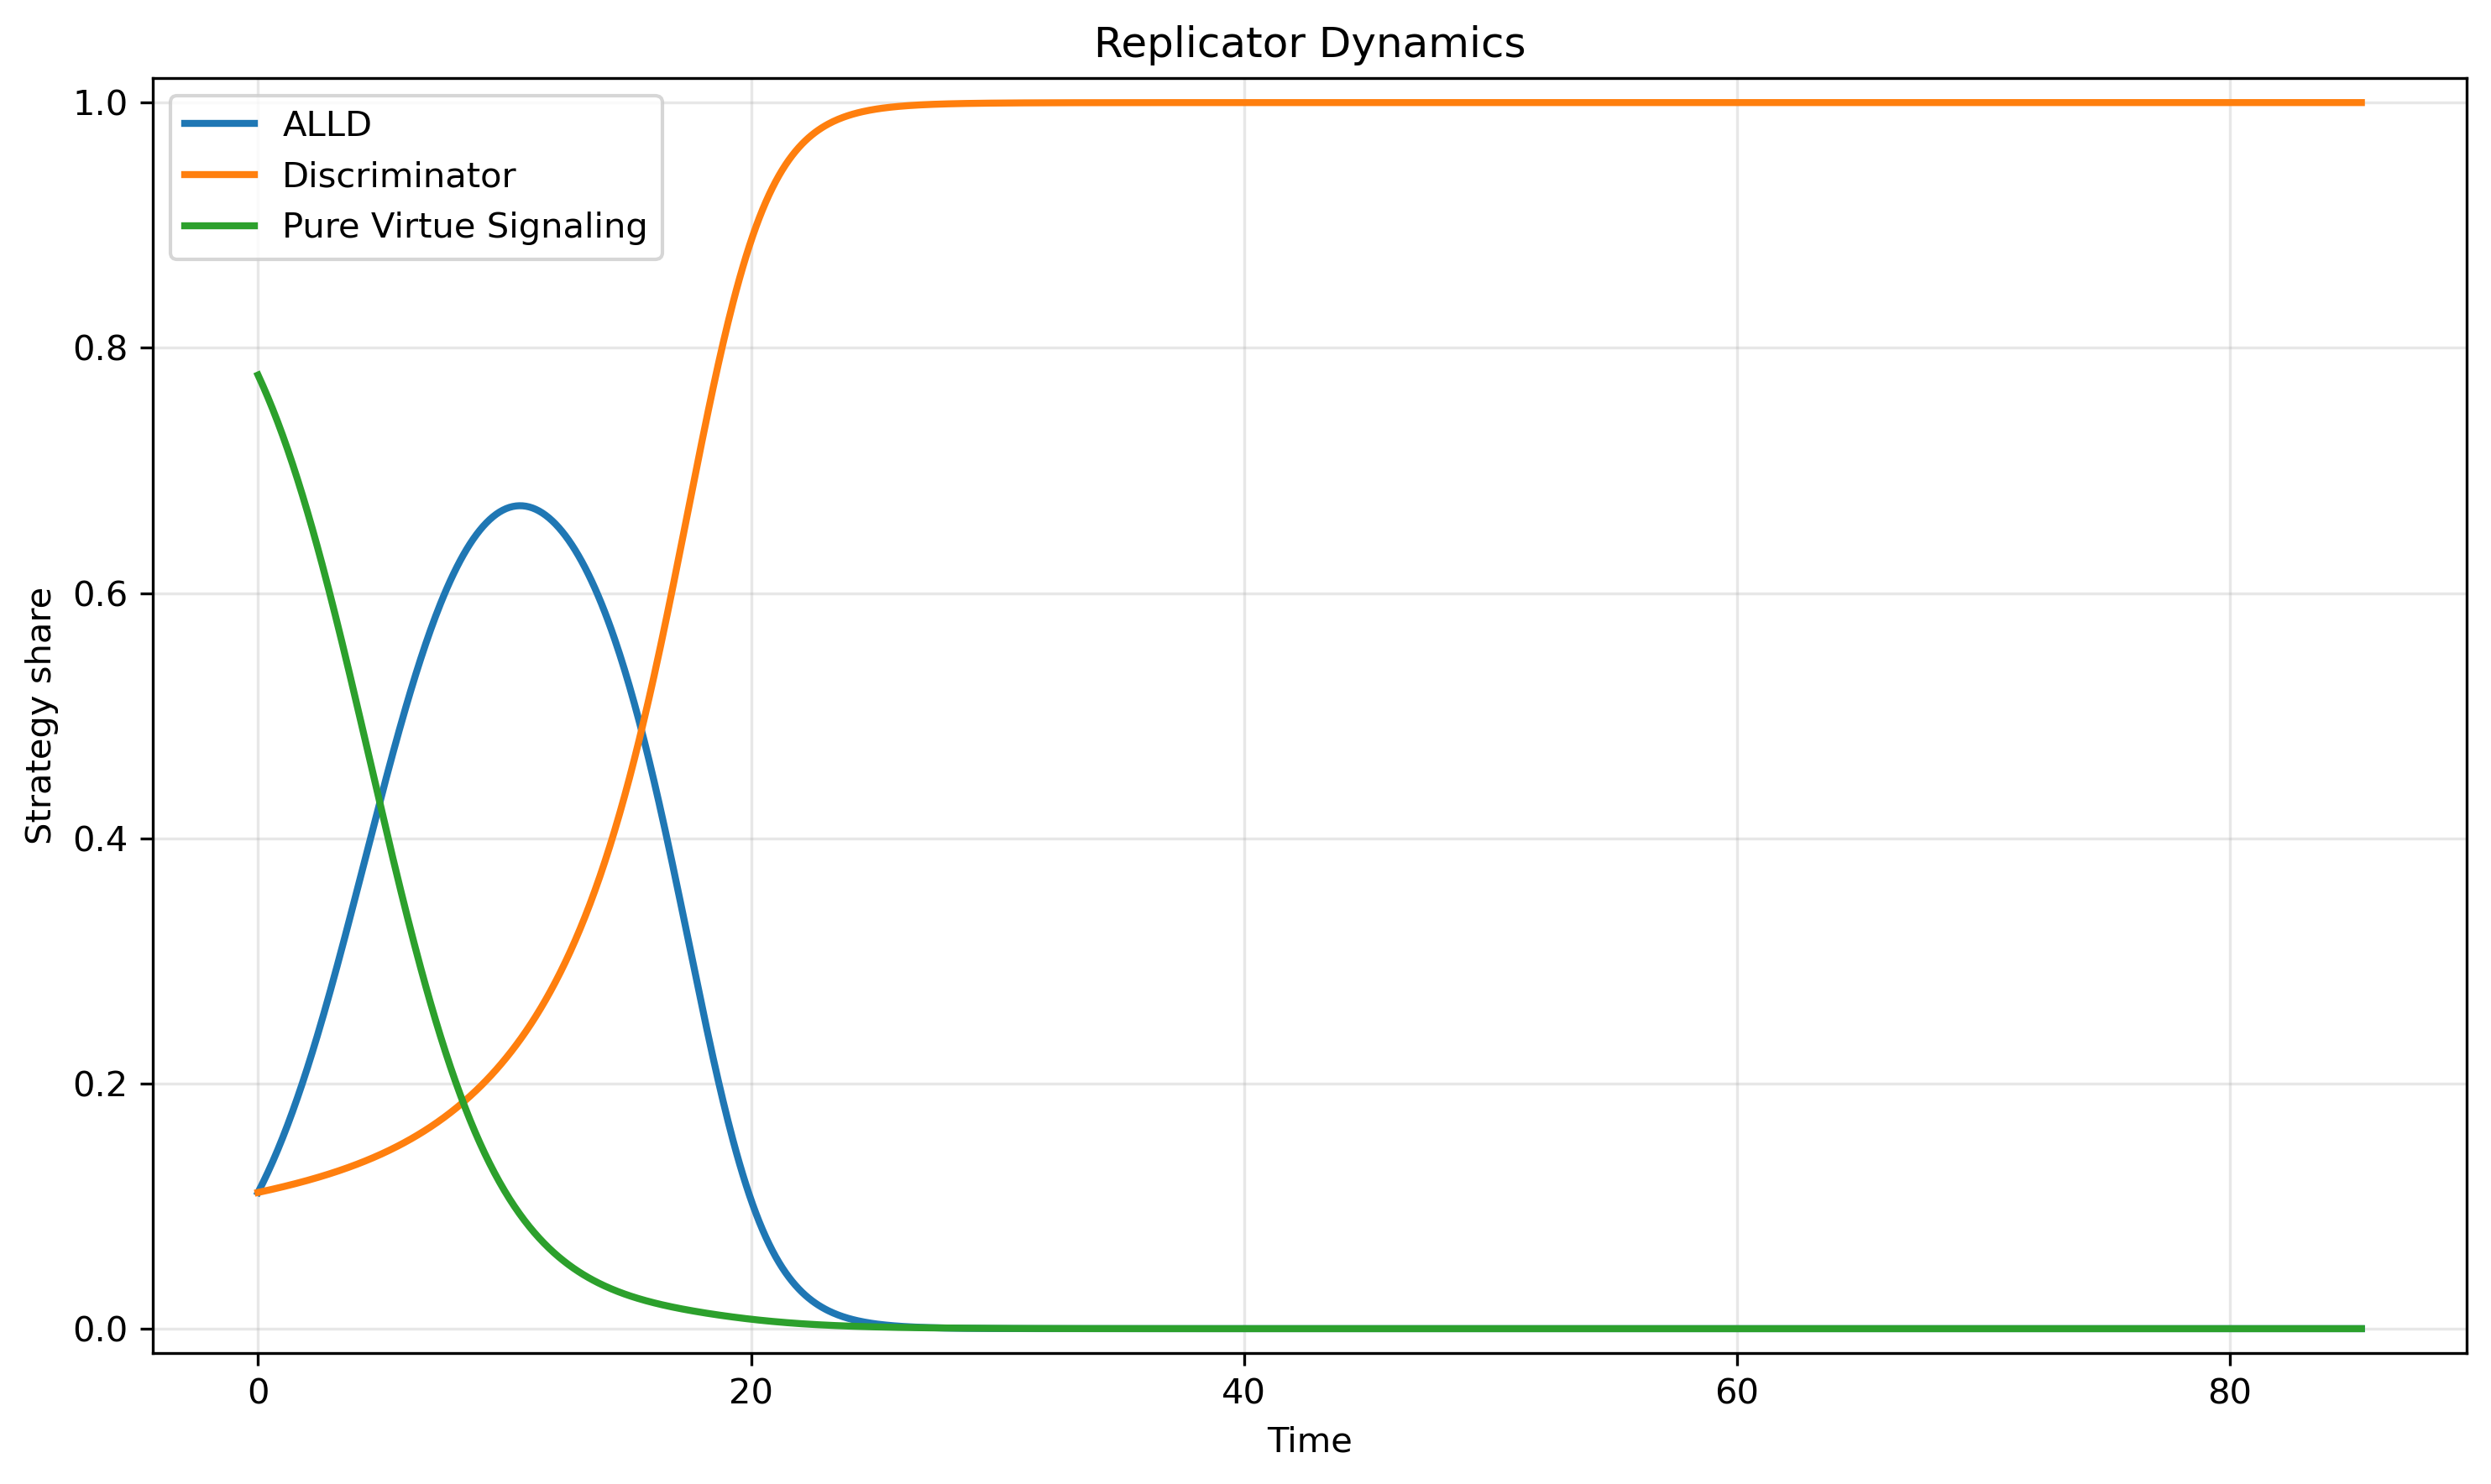 Replicator Dynamics
ALLD
Discriminator
Pure Virtue Signaling
Strategy share
1.0
0.8
0.6
0.4
0.2
0.0
0 20 40 60 80
Time